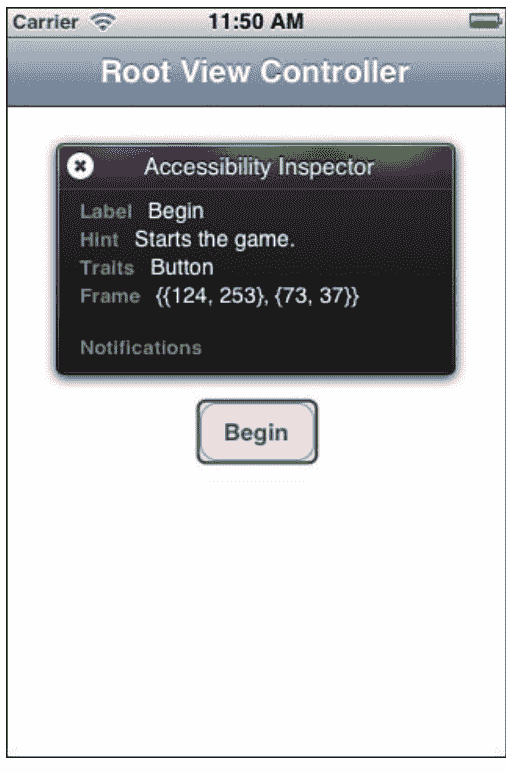 Carrier 11:50 AM
Root View Controller
Accessibility Inspector
Label Begin
Hint Starts the game.
Traits Button
Frame {{124, 253}, {73, 37}}
Notifications
Begin